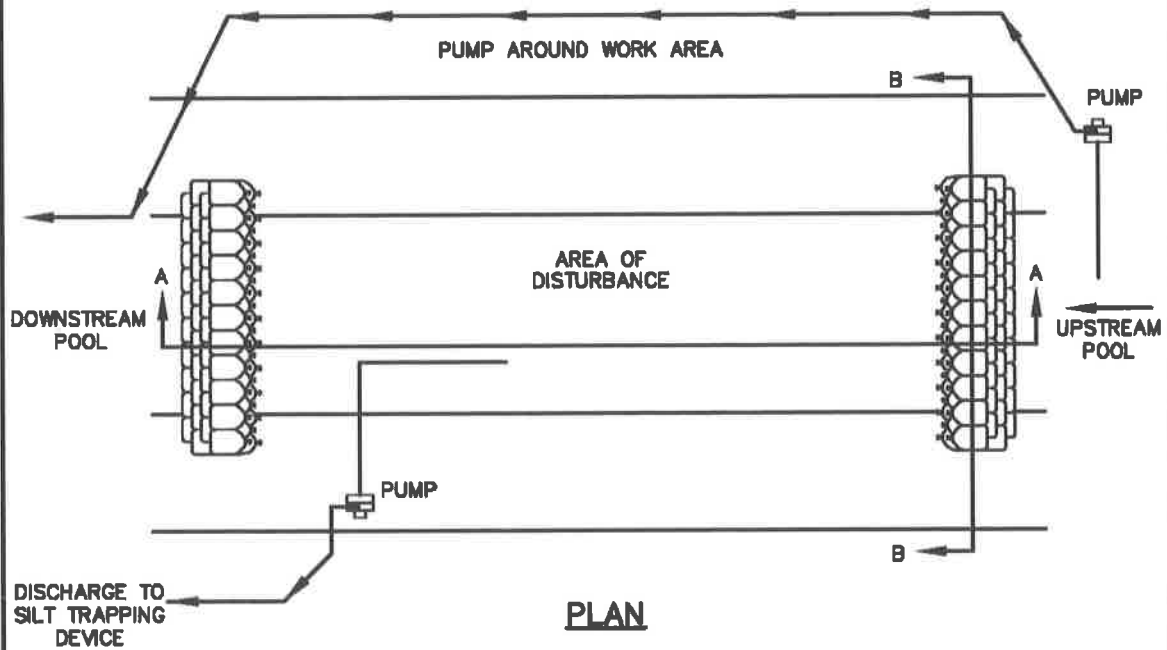 PUMP AROUND WORK AREA
B
PUMP
AREA OF
DISTURBANCE
A
A
DOWNSTREAM
POOL
UPSTREAM
POOL
PUMP
B
DISCHARGE TO
SILT TRAPPING
DEVICE
PLAN